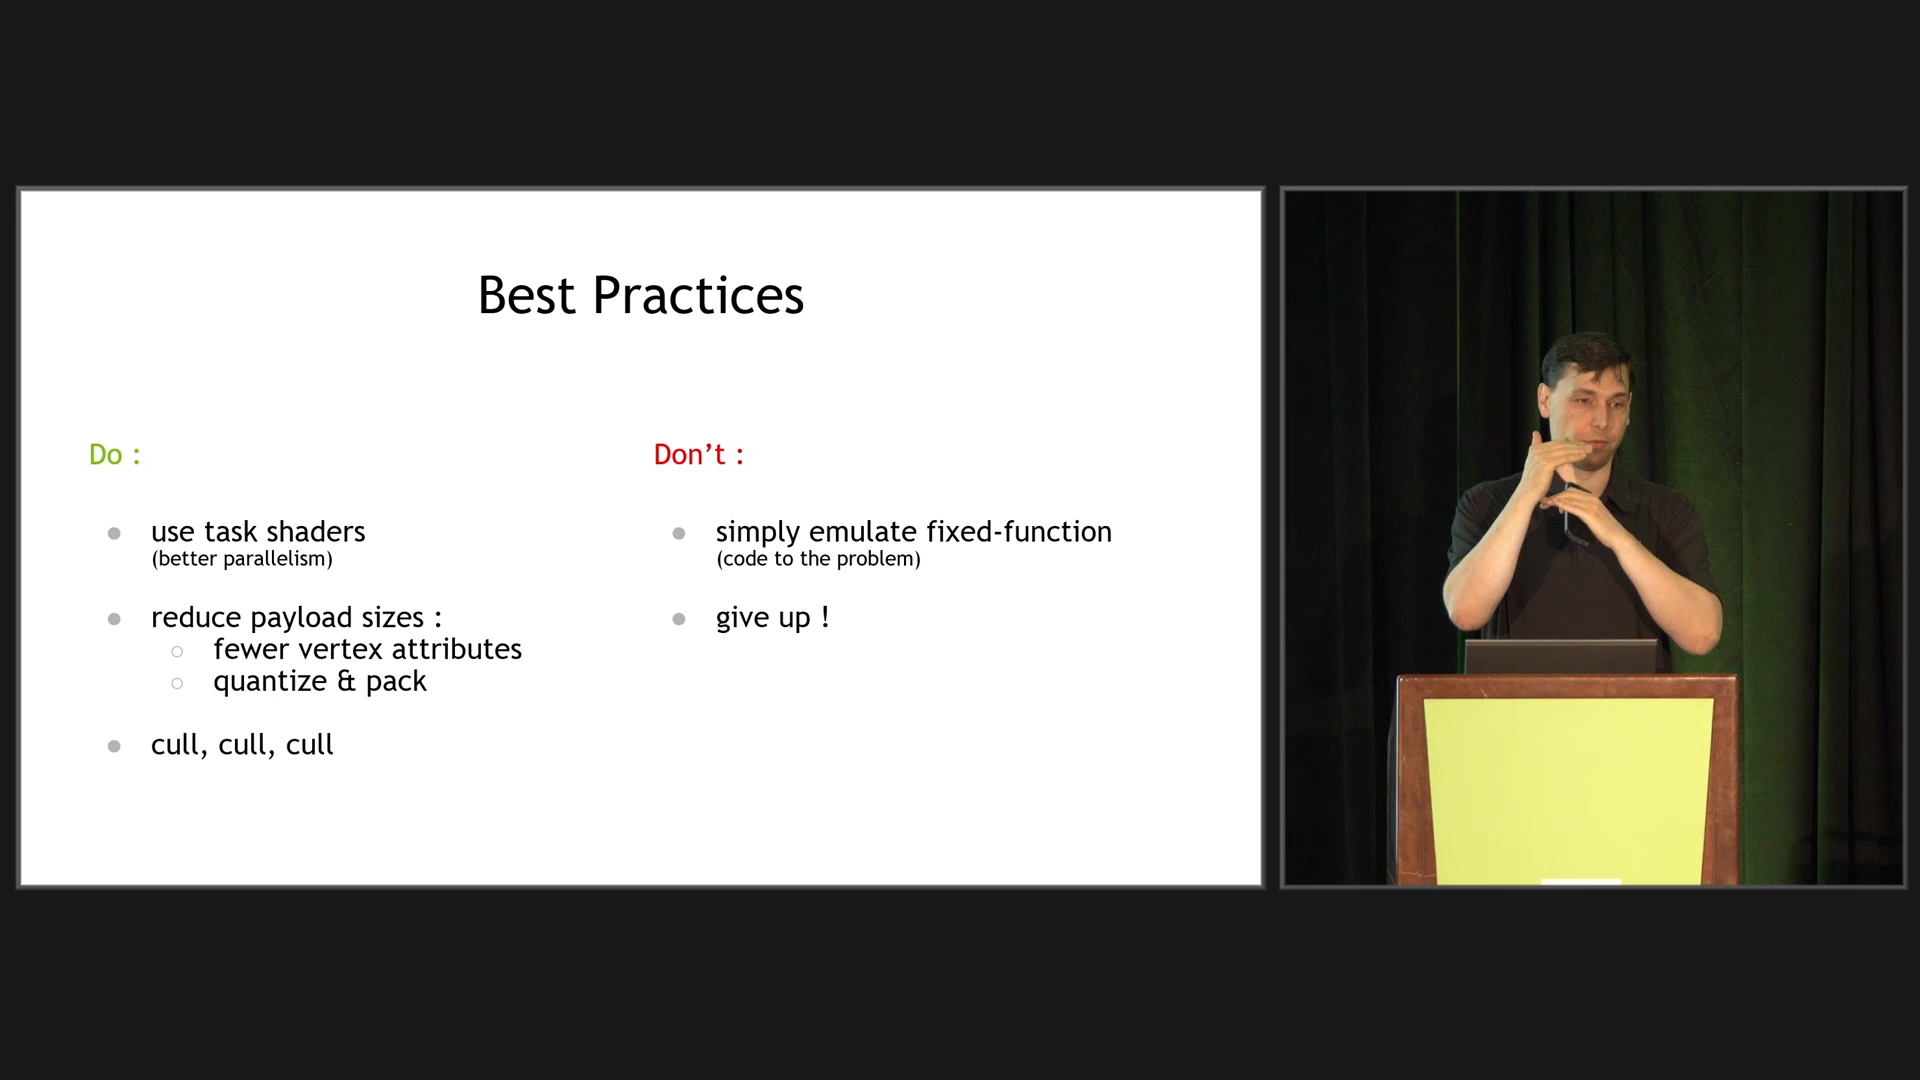 Best Practices
Do :
use task shaders
(better parallelism)
reduce payload sizes :
fewer vertex attributes
quantize & pack
cull, cull, cull
Don’t :
simply emulate fixed-function
(code to the problem)
give up !